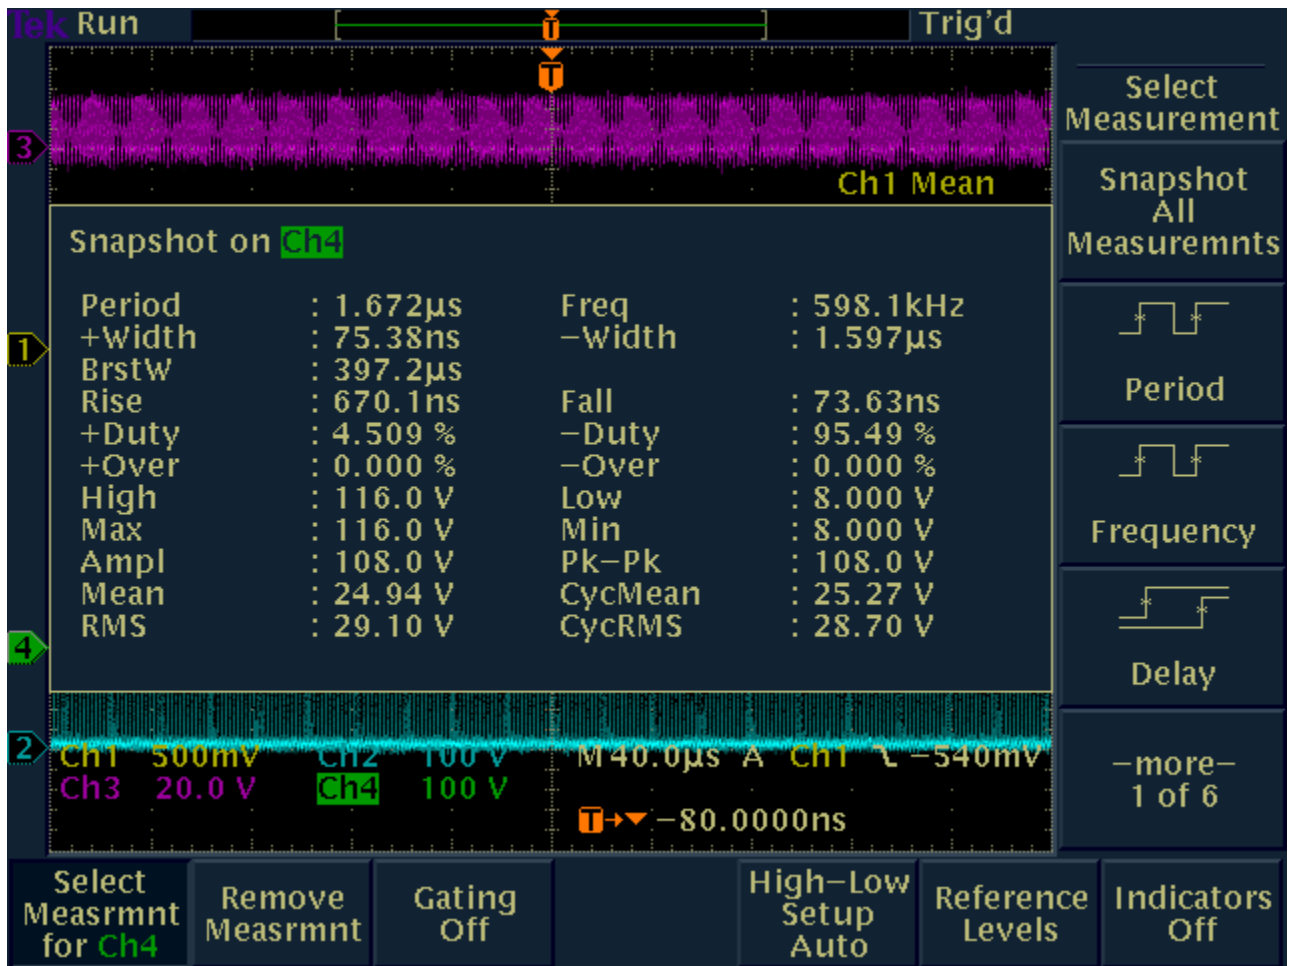 Tek Run Trig'd
T
T
3
Ch1 Mean
Snapshot on Ch4
Period : 1.672µs Freq : 598.1kHz
+Width : 75.38ns −Width : 1.597µs
BrstW : 397.2µs
Rise : 670.1ns Fall : 73.63ns
+Duty : 4.509 % −Duty : 95.49 %
+Over : 0.000 % −Over : 0.000 %
High : 116.0 V Low : 8.000 V
Max : 116.0 V Min : 8.000 V
Ampl : 108.0 V Pk−Pk : 108.0 V
Mean : 24.94 V CycMean : 25.27 V
RMS : 29.10 V CycRMS : 28.70 V
1
4
2
Ch1 500mV Ch2 100 V M 40.0µs A Ch1 −540mV
Ch3 20.0 V Ch4 100 V
T −80.0000ns
Select
Measurement
Snapshot
All
Measuremnts
Period
Frequency
Delay
−more−
1 of 6
Select
Measrmnt
for Ch4
Remove
Measrmnt
Gating
Off
High−Low
Setup
Auto
Reference
Levels
Indicators
Off